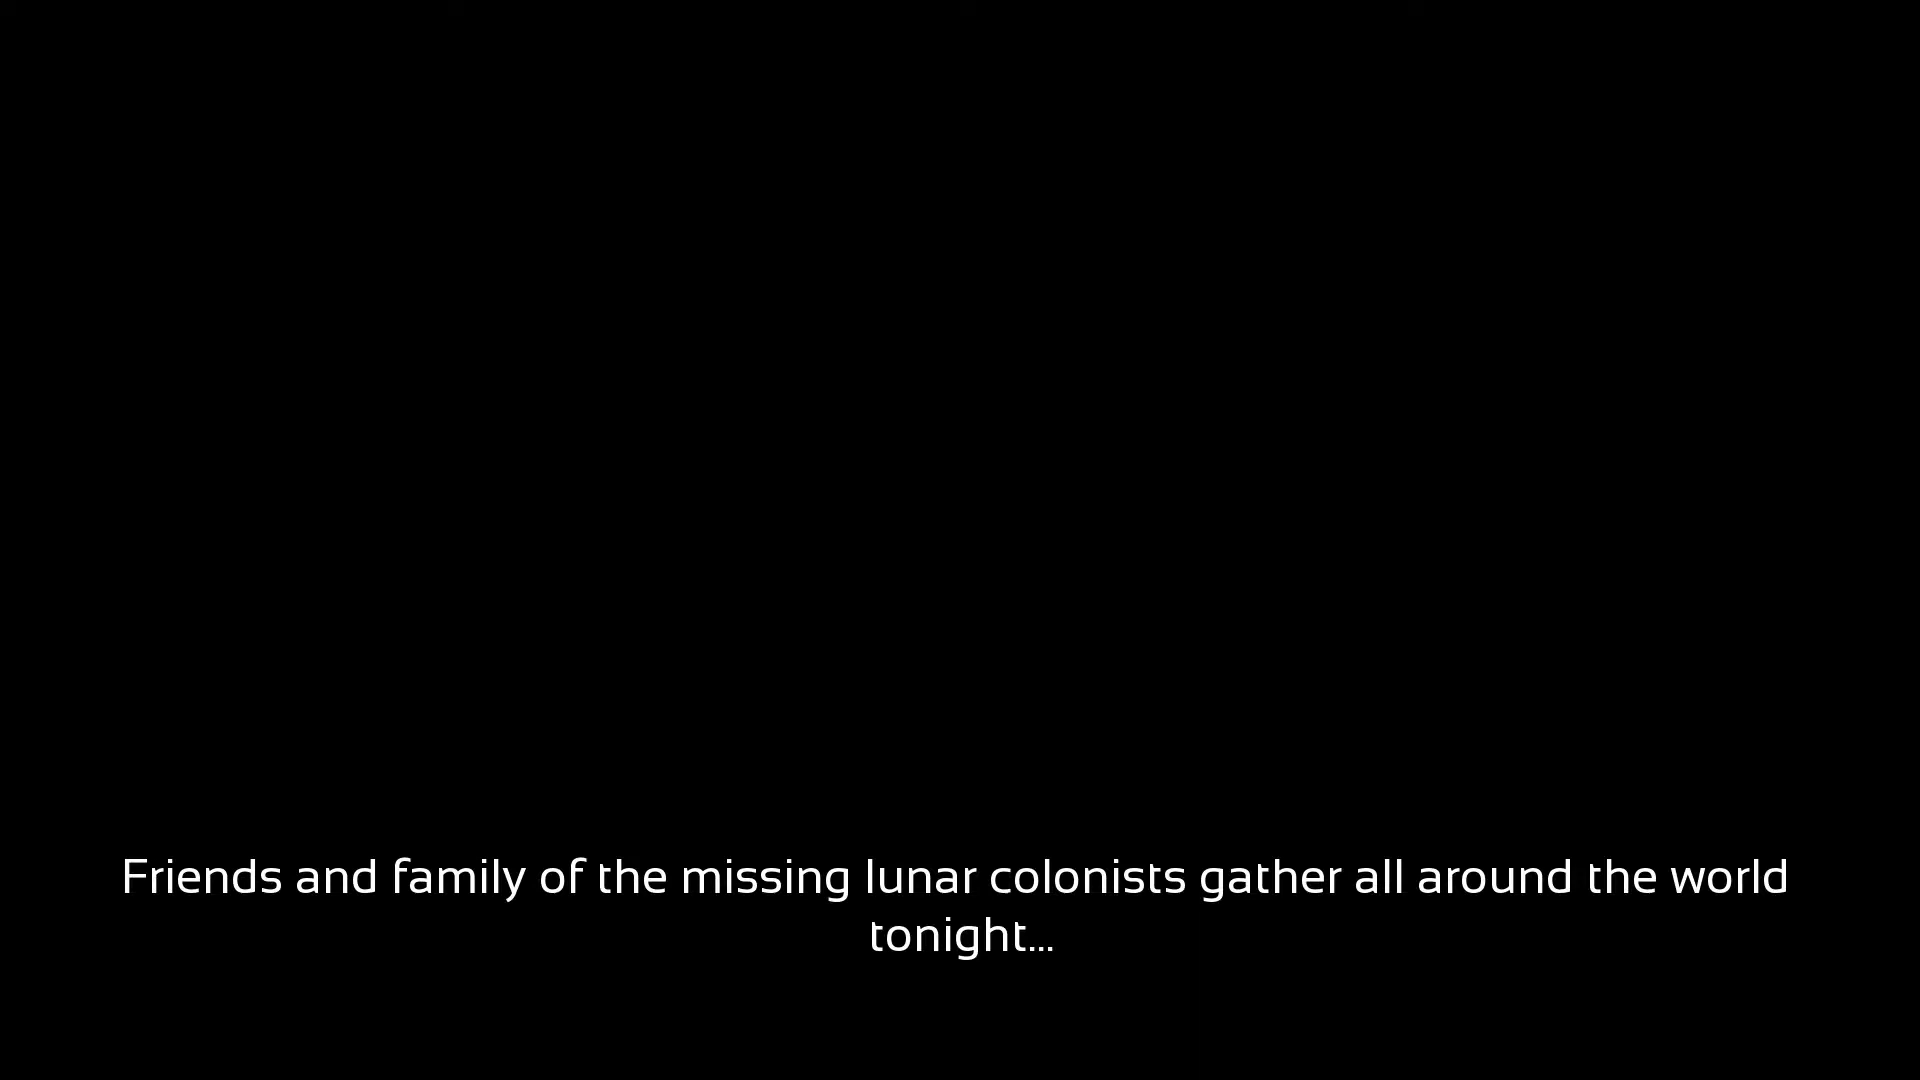 Friends and family of the missing lunar colonists gather all around the world
tonight...